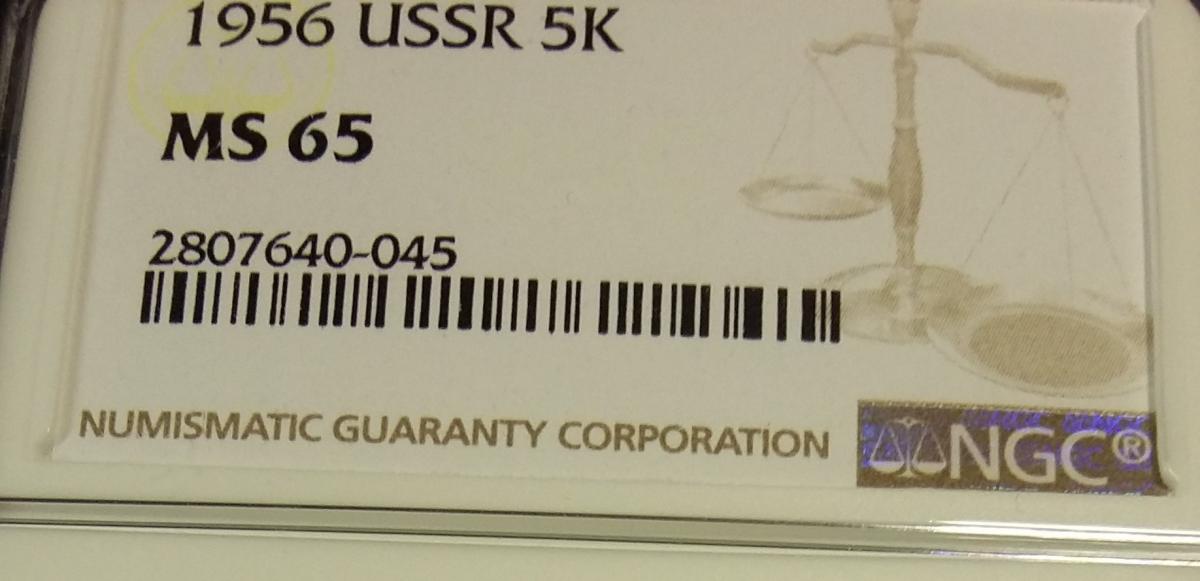 1956 USSR 5K
MS 65
2807640-045
NUMISMATIC GUARANTY CORPORATION
NGC®